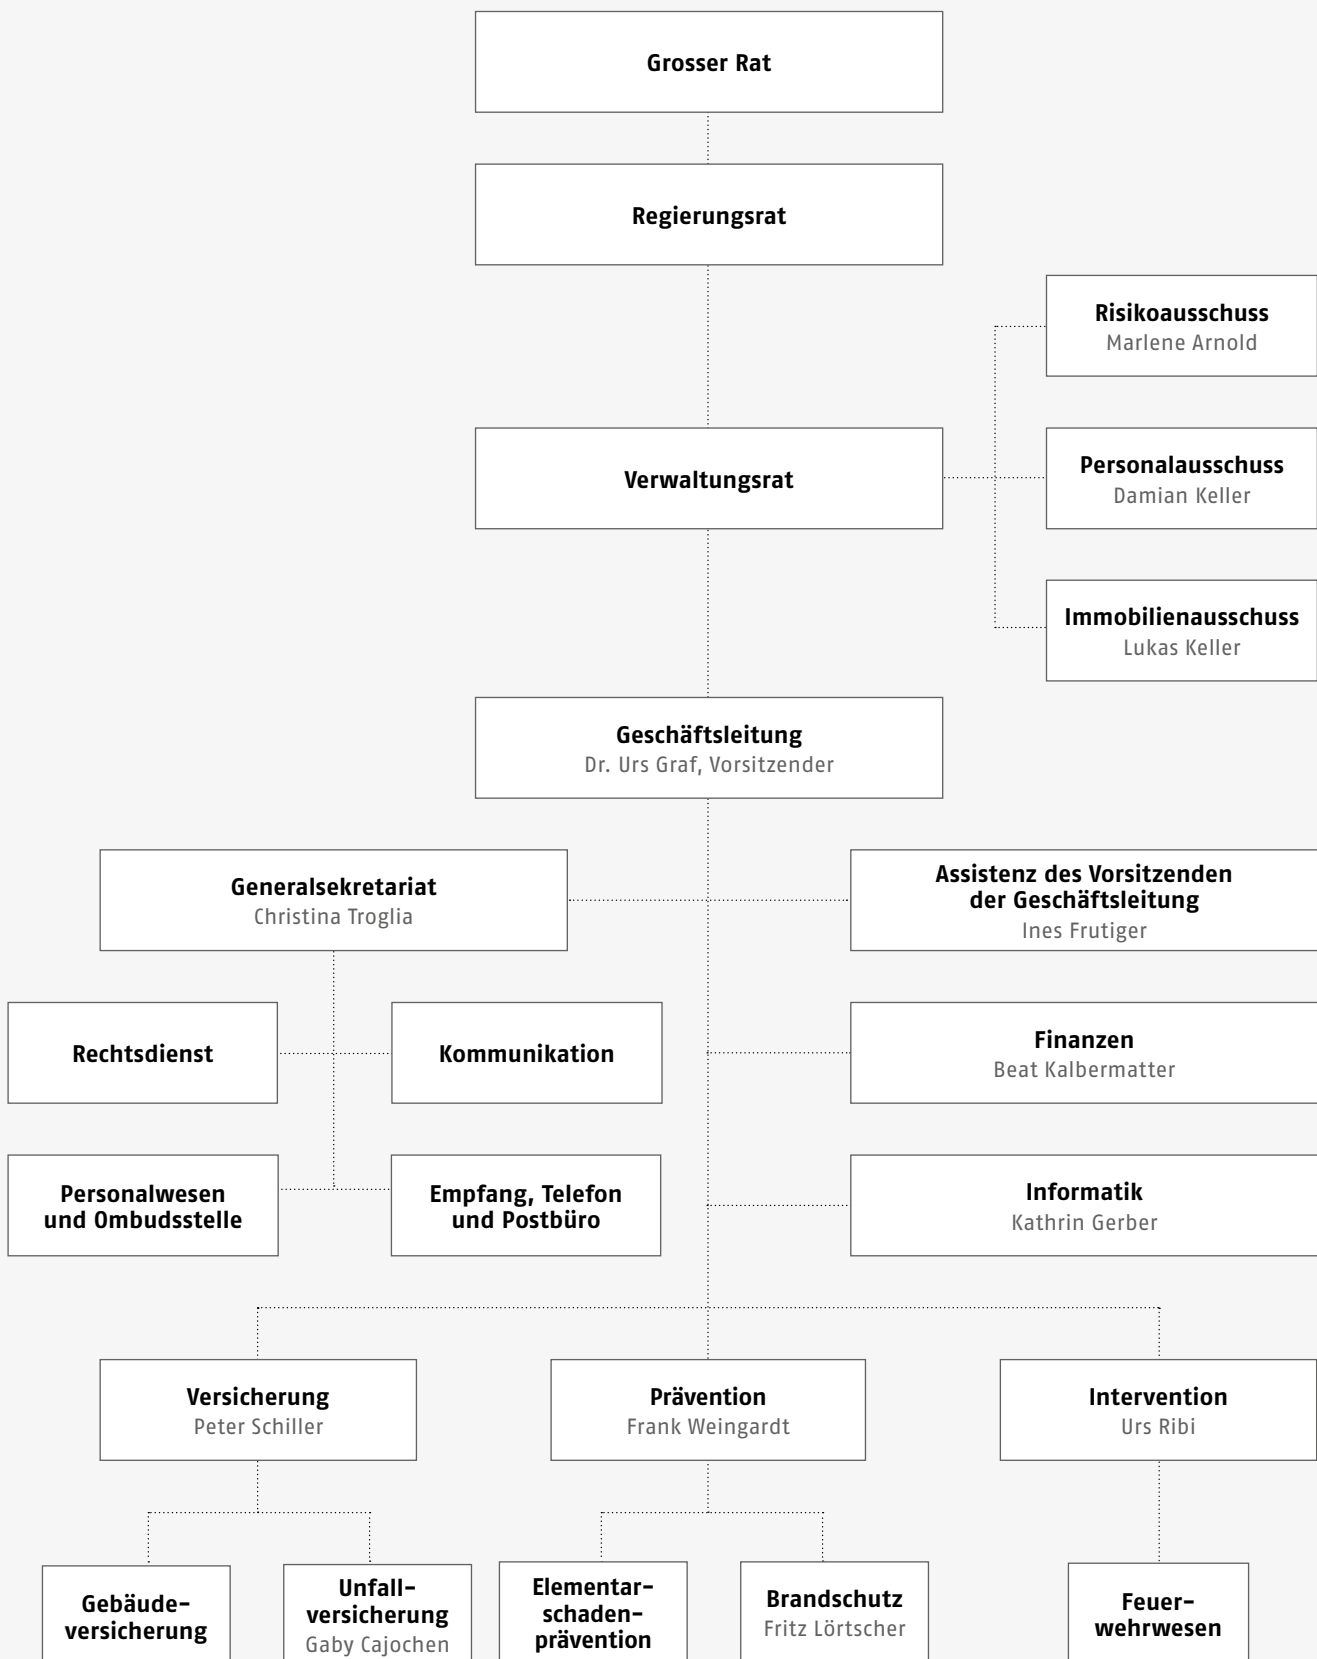 Grosser Rat
Regierungsrat
Risikoausschuss
Marlene Arnold
Verwaltungsrat
Personalausschuss
Damian Keller
Immobilienausschuss
Lukas Keller
Geschäftsleitung
Dr. Urs Graf, Vorsitzender
Generalsekretariat
Christina Troglia
Assistenz des Vorsitzenden
der Geschäftsleitung
Ines Frutiger
Rechtsdienst
Kommunikation
Finanzen
Beat Kalbermatter
Personalwesen
und Ombudsstelle
Empfang, Telefon
und Postbüro
Informatik
Kathrin Gerber
Versicherung
Peter Schiller
Prävention
Frank Weingardt
Intervention
Urs Ribi
Gebäude-
versicherung
Unfall-
versicherung
Gaby Cajochen
Elementar-
schaden-
prävention
Brandschutz
Fritz Lörtscher
Feuer-
wehrwesen